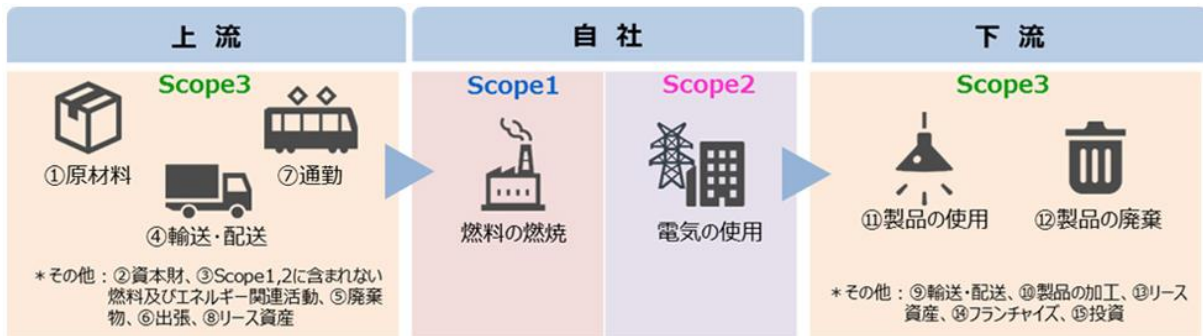 上 流
Scope3
①原材料
⑦通勤
④輸送・配送
＊その他：②資本財、③Scope1,2に含まれない
燃料及びエネルギー関連活動、⑤廃棄
物、⑥出張、⑧リース資産
自 社
Scope1
燃料の燃焼
Scope2
電気の使用
下 流
Scope3
⑪製品の使用
⑫製品の廃棄
＊その他：⑨輸送・配送、⑩製品の加工、⑬リース
資産、⑭フランチャイズ、⑮投資